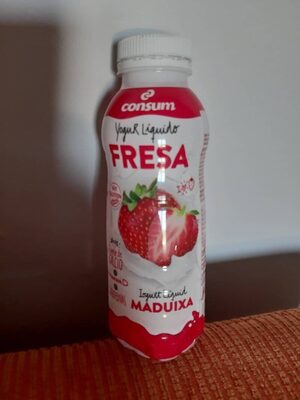 consum
Yogur Líquido
FRESA
Iogurt Líquid
MADUIXA